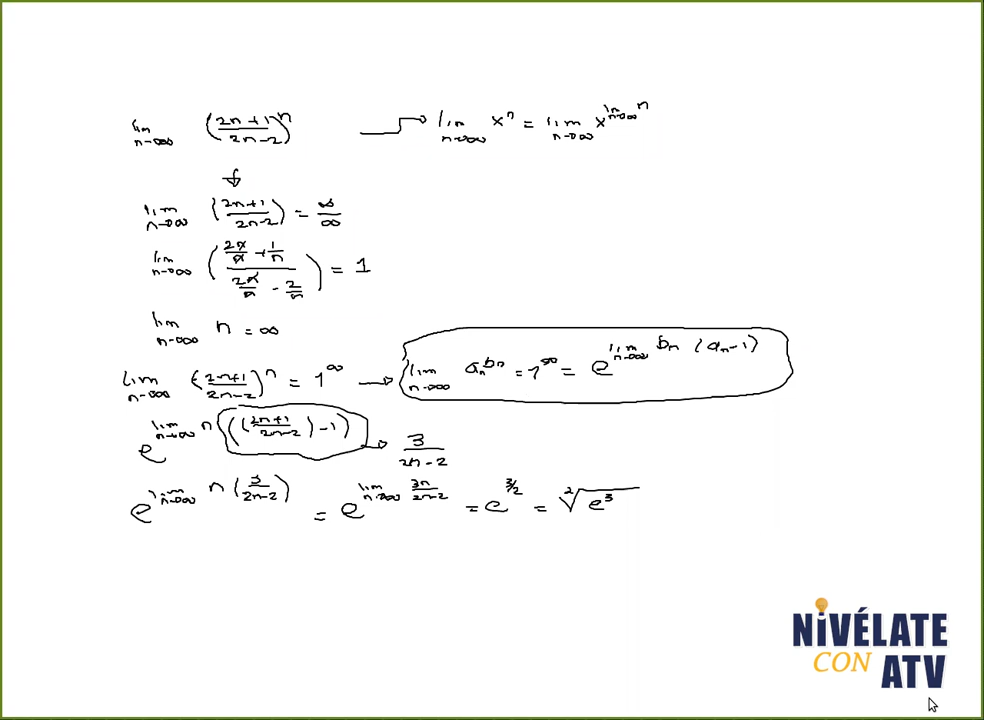 lim n→∞ ((2n+1)/(2n-2))^n → lim n→∞ x^n = lim n→∞ x^(lim n→∞ n)
lim n→∞ ((2n+1)/(2n-2)) = ∞/∞
lim n→∞ ((2n/n + 1/n)/(2n/n - 2/n)) = 1
lim n→∞ n = ∞
lim n→∞ ((2n+1)/(2n-2))^n = 1^∞ → lim n→∞ a_n^(b_n) = 1^∞ = e^(lim n→∞ b_n (a_n-1))
e^(lim n→∞ n(((2n+1)/(2n-2))-1)) → 3/(2n-2)
e^(lim n→∞ n(3/(2n-2))) = e^(lim n→∞ 3n/(2n-2)) = e^(3/2) = ²√(e^3)
NIVÉLATE
CON
ATV